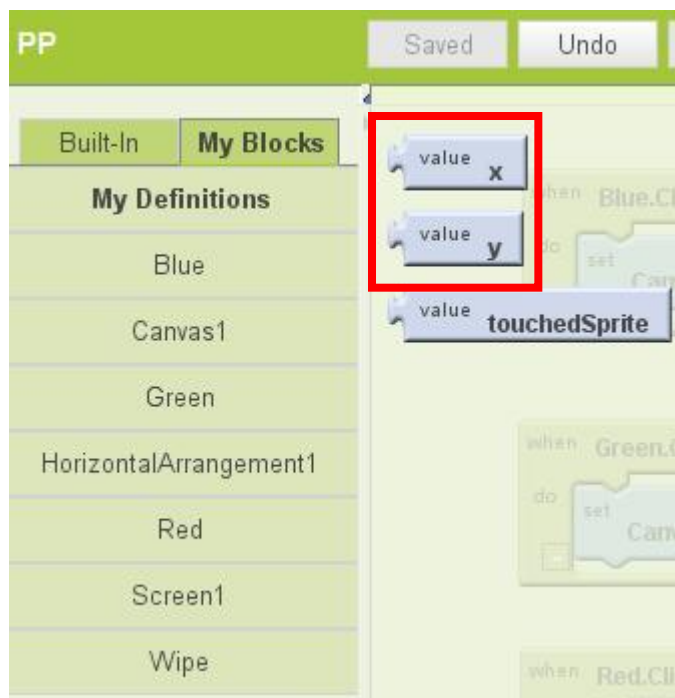 PP
Saved Undo
Built-In My Blocks
My Definitions
Blue
Canvas1
Green
HorizontalArrangement1
Red
Screen1
Wipe
value x
value y
value touchedSprite
when Blue.Cl
do set
Can
when Green.
do set
Can
when Red.Cli